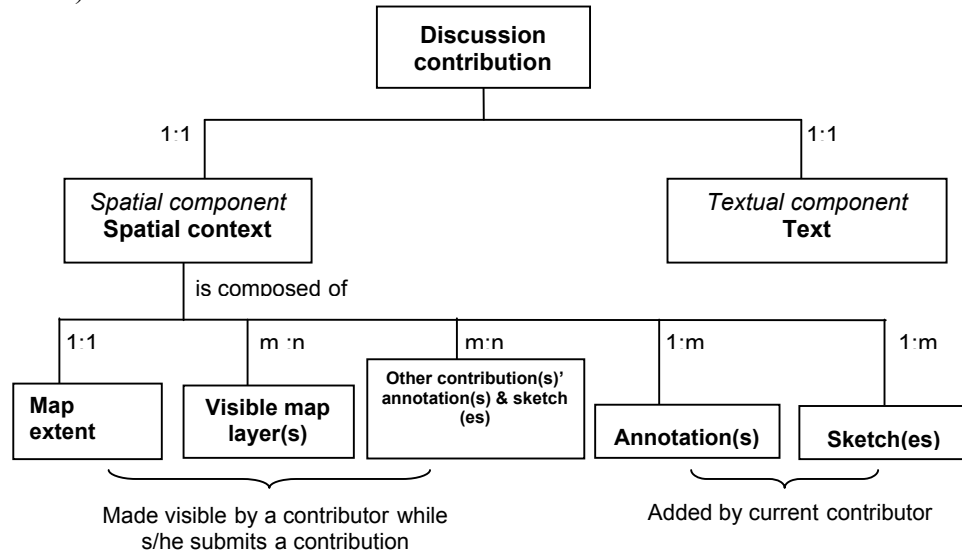 )
Discussion
contribution
1:1
1:1
Spatial component
Spatial context
Textual component
Text
is composed of
1:1
m :n
m:n
1:m
1:m
Map
extent
Visible map
layer(s)
Other contribution(s)’
annotation(s) & sketch
(es)
Annotation(s)
Sketch(es)
Made visible by a contributor while
s/he submits a contribution
Added by current contributor